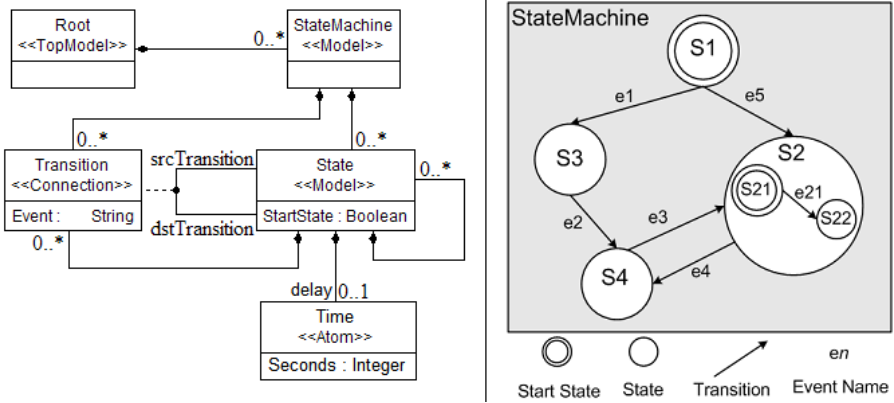 Root
<<TopModel>>
0..*
StateMachine
<<Model>>
0..*
0..*
Transition
<<Connection>>
Event : String
0..*
srcTransition
dstTransition
State
<<Model>>
StartState : Boolean
0..*
delay 0..1
Time
<<Atom>>
Seconds : Integer
StateMachine
S1
e1
e5
S3
S2
S21
e21
S22
e2
e3
S4
e4
Start State
State
Transition
en
Event Name